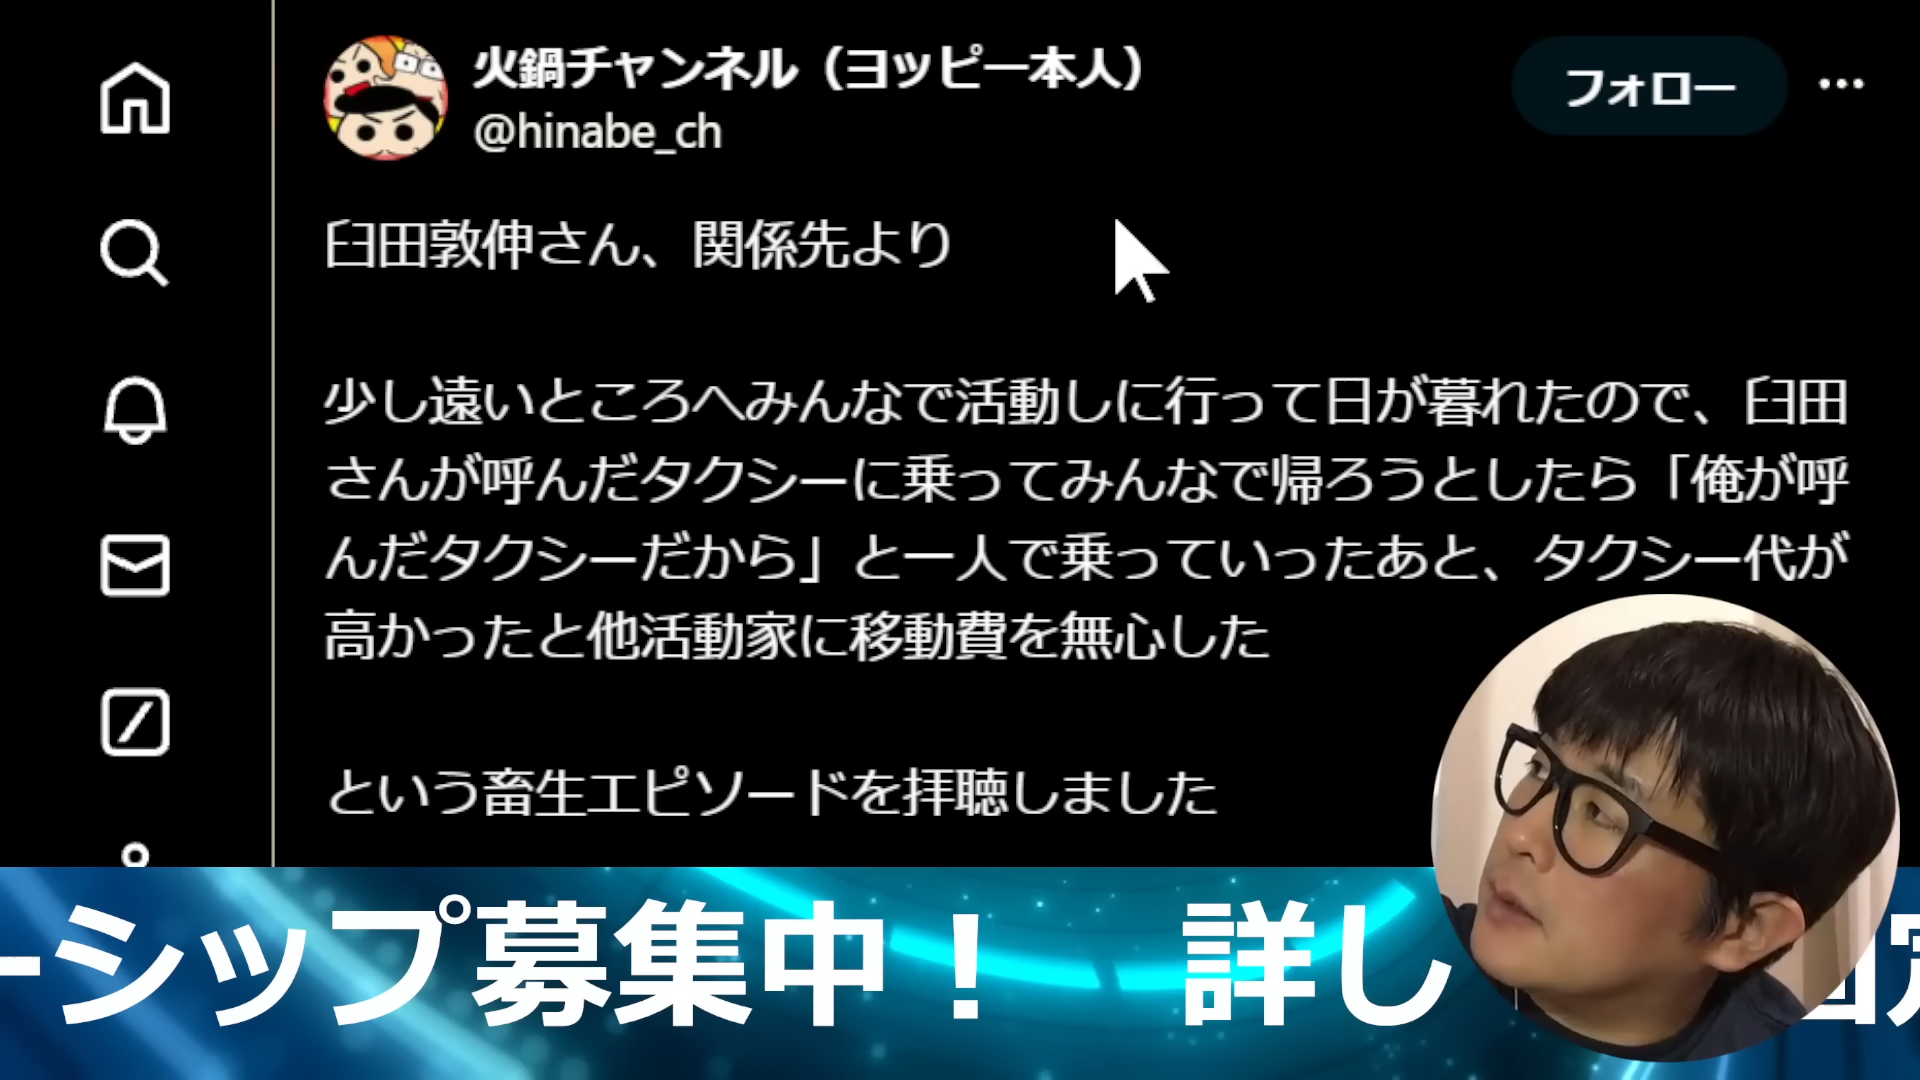 火鍋チャンネル（ヨッピー本人）
@hinabe_ch
フォロー
臼田敦伸さん、関係先より
少し遠いところへみんなで活動しに行って日が暮れたので、臼田
さんが呼んだタクシーに乗ってみんなで帰ろうとしたら「俺が呼
んだタクシーだから」と一人で乗っていったあと、タクシー代が
高かったと他活動家に移動費を無心した
という畜生エピソードを拝聴しました
ーシップ募集中！　詳し